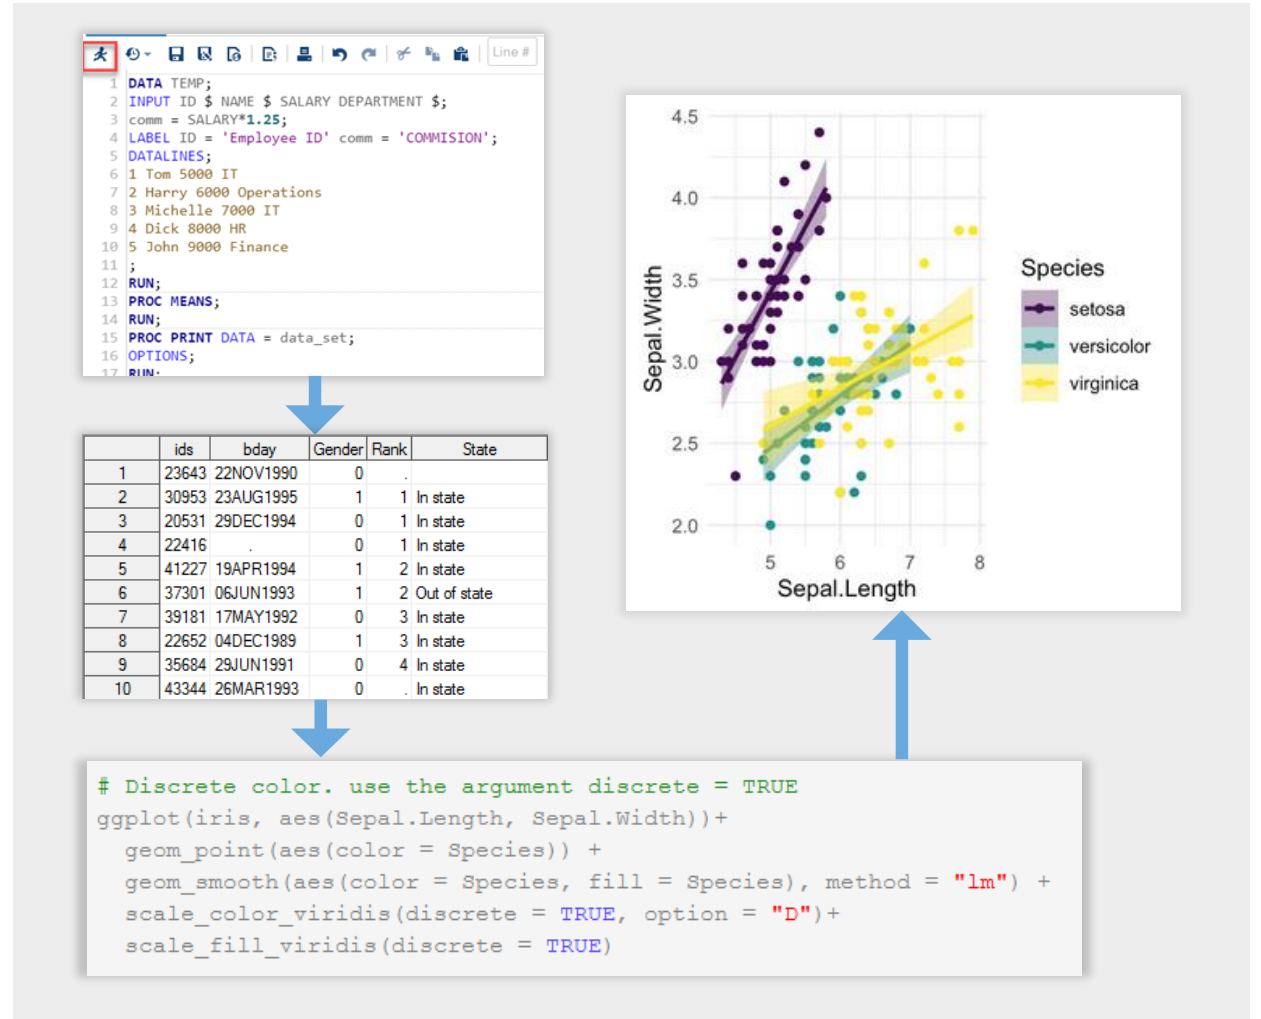 Line #
1 DATA TEMP;
2 INPUT ID $ NAME $ SALARY DEPARTMENT $;
3 comm = SALARY*1.25;
4 LABEL ID = 'Employee ID' comm = 'COMMISION';
5 DATALINES;
6 1 Tom 5000 IT
7 2 Harry 6000 Operations
8 3 Michelle 7000 IT
9 4 Dick 8000 HR
10 5 John 9000 Finance
11 ;
12 RUN;
13 PROC MEANS;
14 RUN;
15 PROC PRINT DATA = data_set;
16 OPTIONS;
17 RUN;
ids bday Gender Rank State
1 23643 22NOV1990 0 .
2 30953 23AUG1995 1 1 In state
3 20531 29DEC1994 0 1 In state
4 22416 . 0 1 In state
5 41227 19APR1994 1 2 In state
6 37301 06JUN1993 1 2 Out of state
7 39181 17MAY1992 0 3 In state
8 22652 04DEC1989 1 3 In state
9 35684 29JUN1991 0 4 In state
10 43344 26MAR1993 0 . In state
# Discrete color. use the argument discrete = TRUE
ggplot(iris, aes(Sepal.Length, Sepal.Width))+
geom_point(aes(color = Species)) +
geom_smooth(aes(color = Species, fill = Species), method = "lm") +
scale_color_viridis(discrete = TRUE, option = "D")+
scale_fill_viridis(discrete = TRUE)
4.5
4.0
3.5
3.0
2.5
2.0
Sepal.Width
5 6 7 8
Sepal.Length
Species
setosa
versicolor
virginica